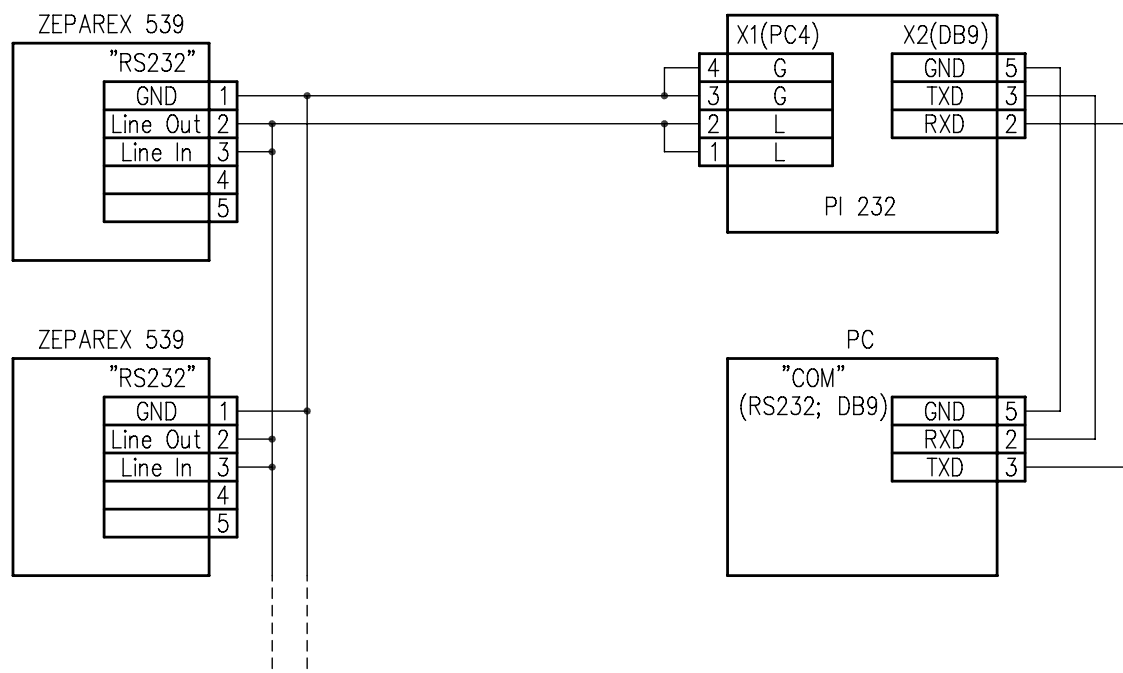 ZEPAREX 539
"RS232"
GND 1
Line Out 2
Line In 3
4
5
X1(PC4)
4 G
3 G
2 L
1 L
X2(DB9)
GND 5
TXD 3
RXD 2
PI 232
ZEPAREX 539
"RS232"
GND 1
Line Out 2
Line In 3
4
5
PC
"COM"
(RS232; DB9)
GND 5
RXD 2
TXD 3